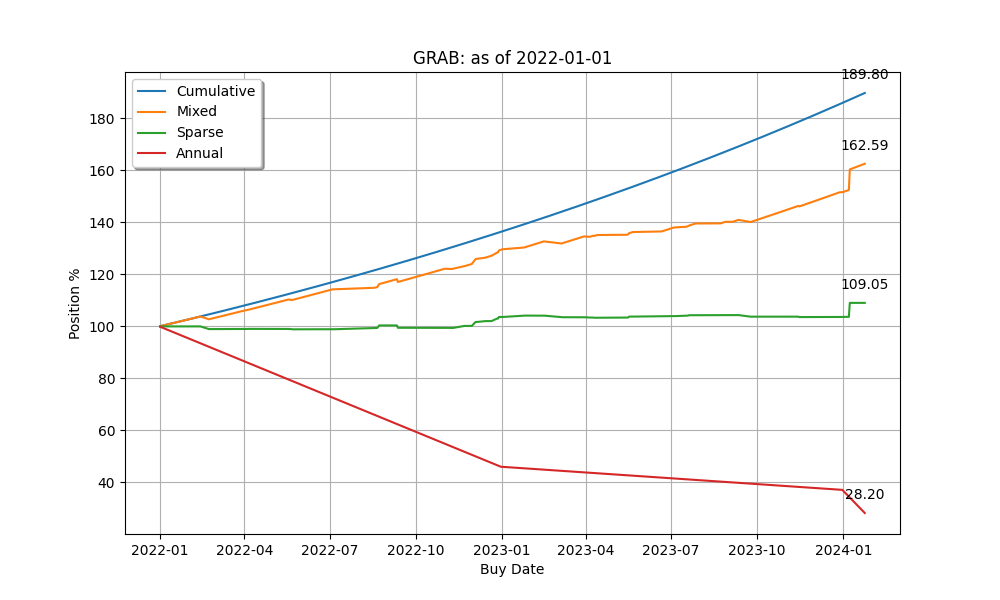 GRAB: as of 2022-01-01
189.80
Cumulative
Mixed
Sparse
Annual
162.59
109.05
28.20
180
160
140
120
100
80
60
40
Position %
2022-01 2022-04 2022-07 2022-10 2023-01 2023-04 2023-07 2023-10 2024-01
Buy Date